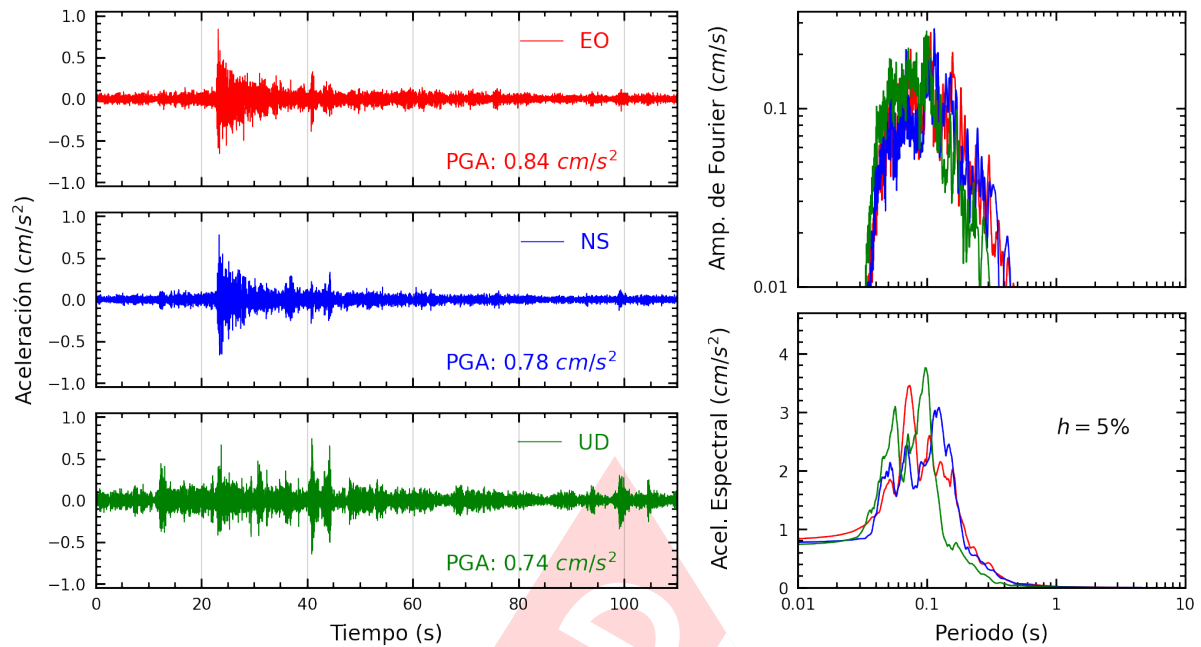 Aceleración (cm/s²)
1.0
0.5
0.0
−0.5
−1.0
EO
PGA: 0.84 cm/s²
1.0
0.5
0.0
−0.5
−1.0
NS
PGA: 0.78 cm/s²
1.0
0.5
0.0
−0.5
−1.0
UD
PGA: 0.74 cm/s²
0 20 40 60 80 100
Tiempo (s)
Amp. de Fourier (cm/s)
0.1
0.01
Acel. Espectral (cm/s²)
4
3
2
1
0
h = 5%
0.01 0.1 1 10
Periodo (s)